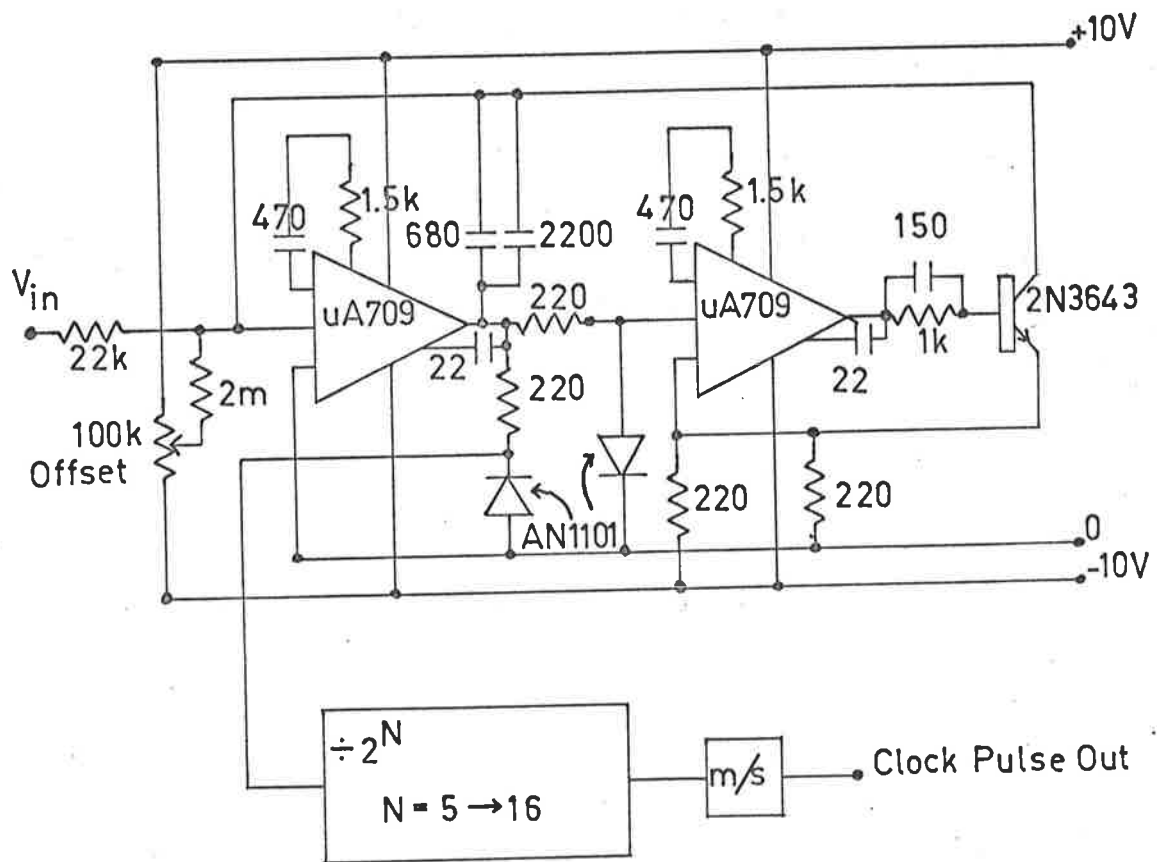 +10V
470
1.5k
680
2200
470
1.5k
150
Vin
22k
uA709
220
uA709
2N3643
1k
22
22
2m
220
100k
Offset
AN1101
220
220
0
-10V
÷2^N
N = 5 → 16
m/s
Clock Pulse Out